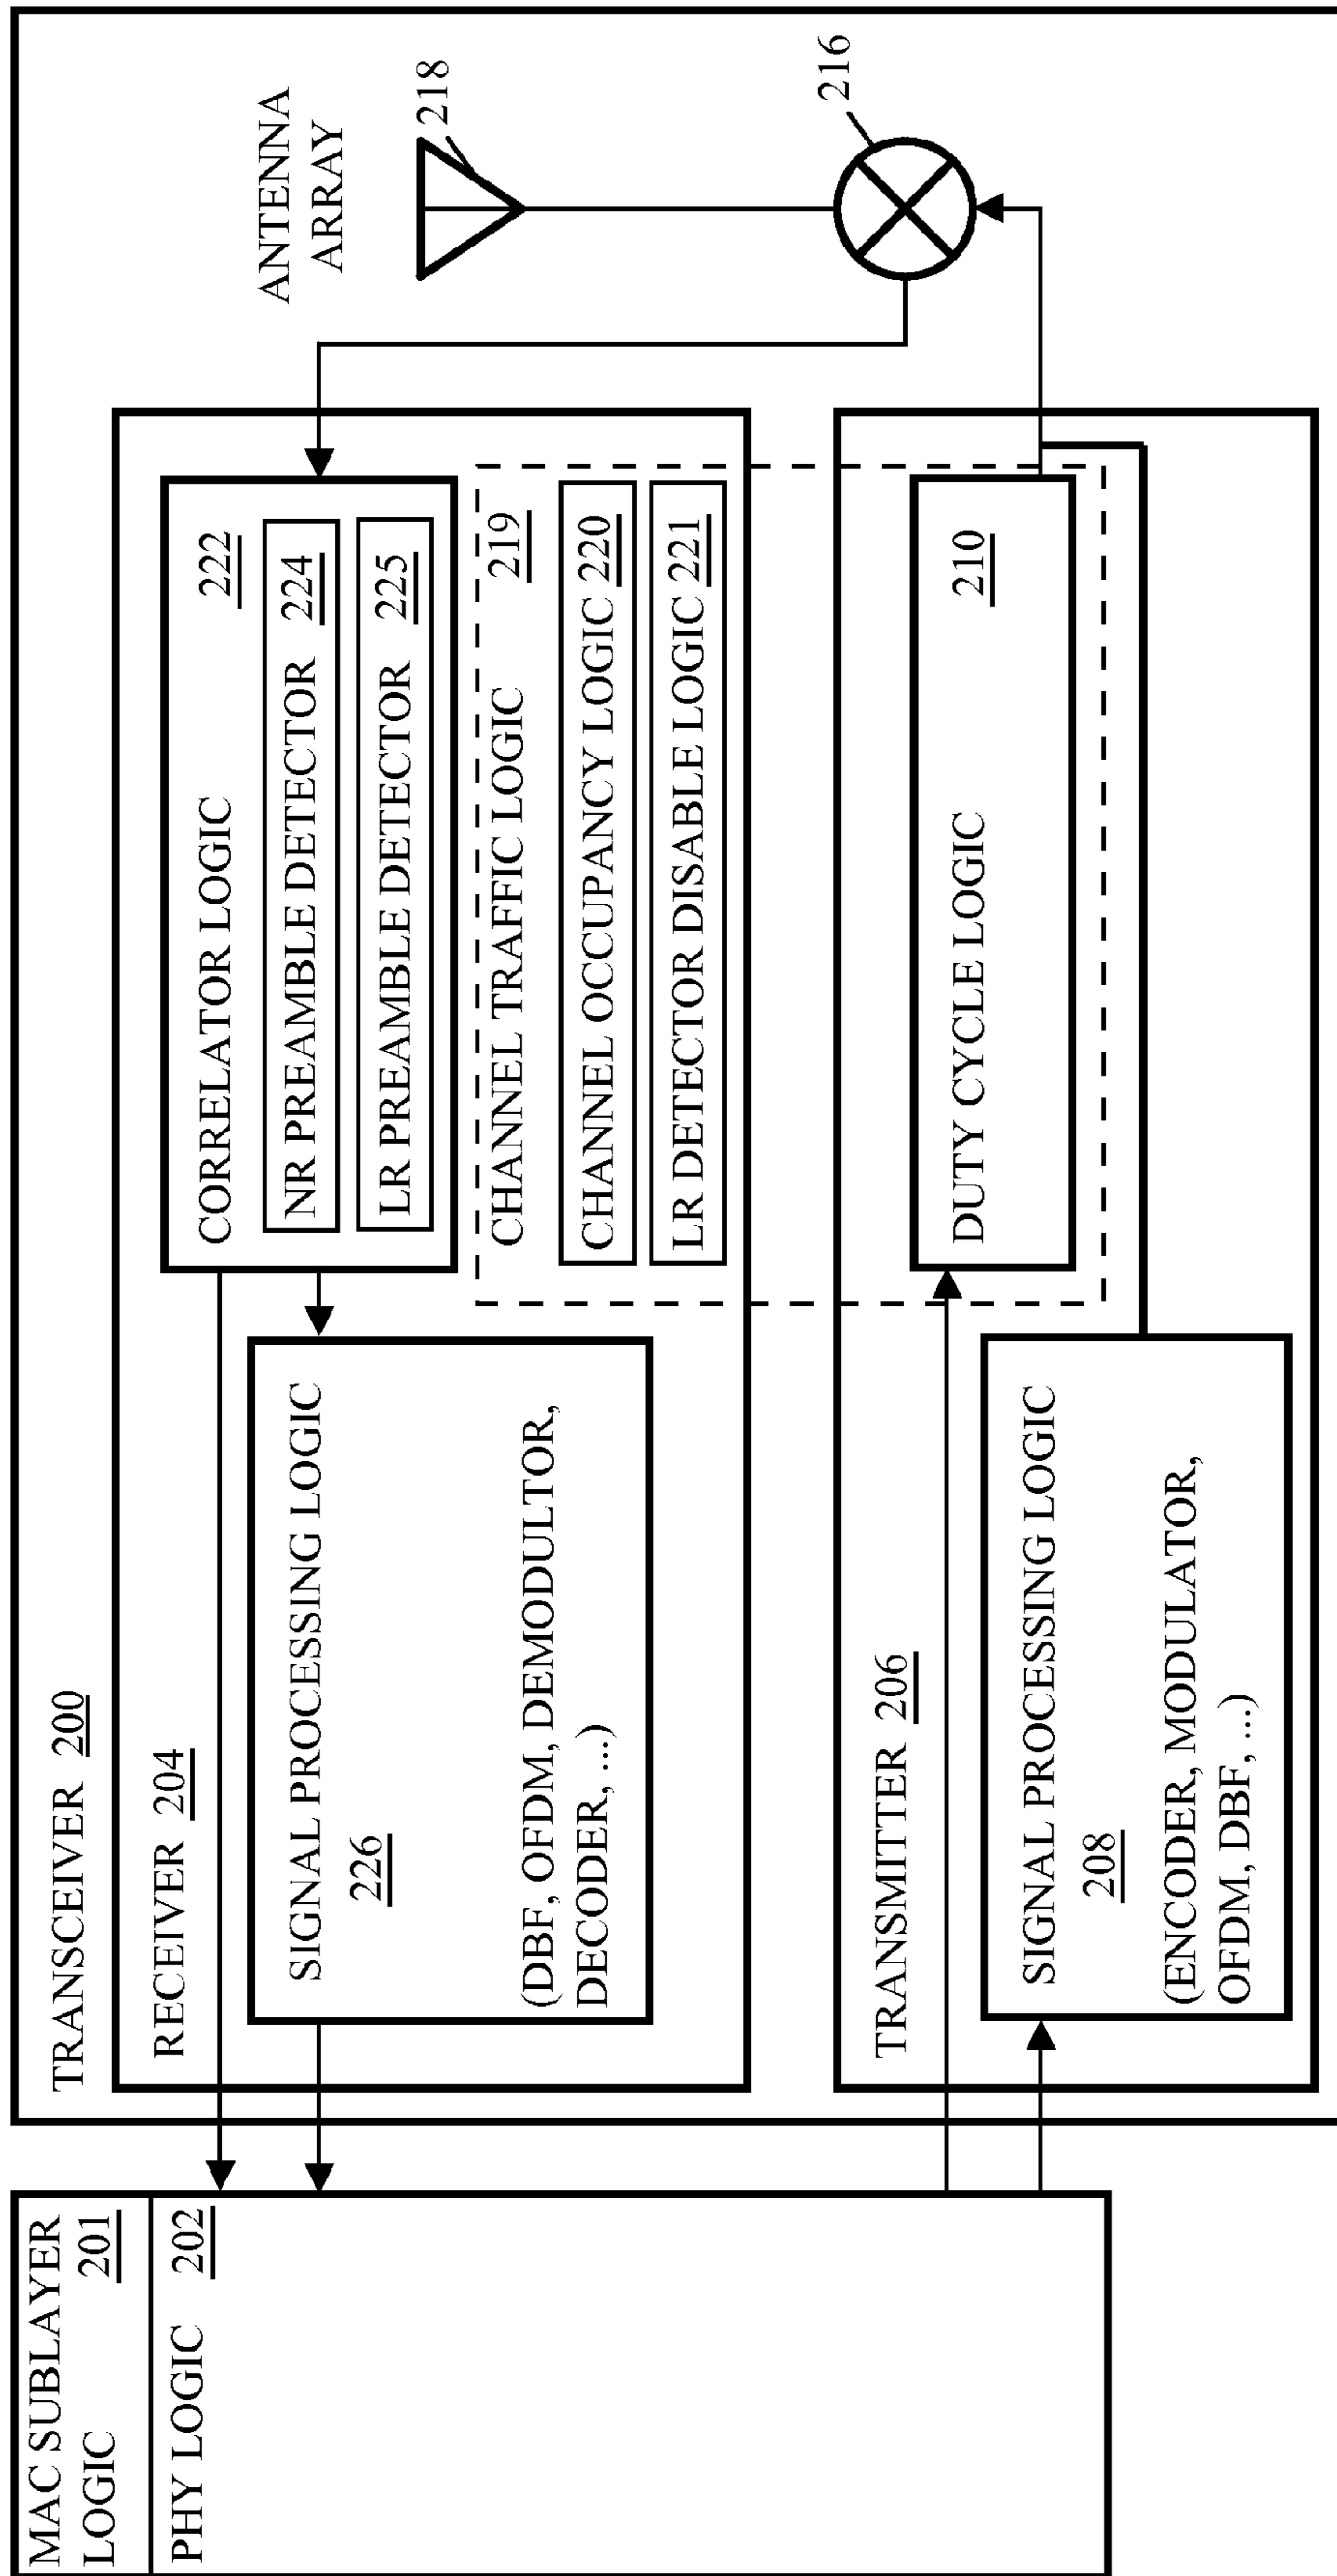 MAC SUBLAYER
LOGIC 201
PHY LOGIC 202
TRANSCEIVER 200
RECEIVER 204
SIGNAL PROCESSING LOGIC
226
(DBF, OFDM, DEMODULTOR,
DECODER, ...)
CORRELATOR LOGIC
222
NR PREAMBLE DETECTOR 224
LR PREAMBLE DETECTOR 225
CHANNEL TRAFFIC LOGIC 219
CHANNEL OCCUPANCY LOGIC 220
LR DETECTOR DISABLE LOGIC 221
TRANSMITTER 206
SIGNAL PROCESSING LOGIC
208
(ENCODER, MODULATOR,
OFDM, DBF, ...)
DUTY CYCLE LOGIC
210
ANTENNA
ARRAY
218
216